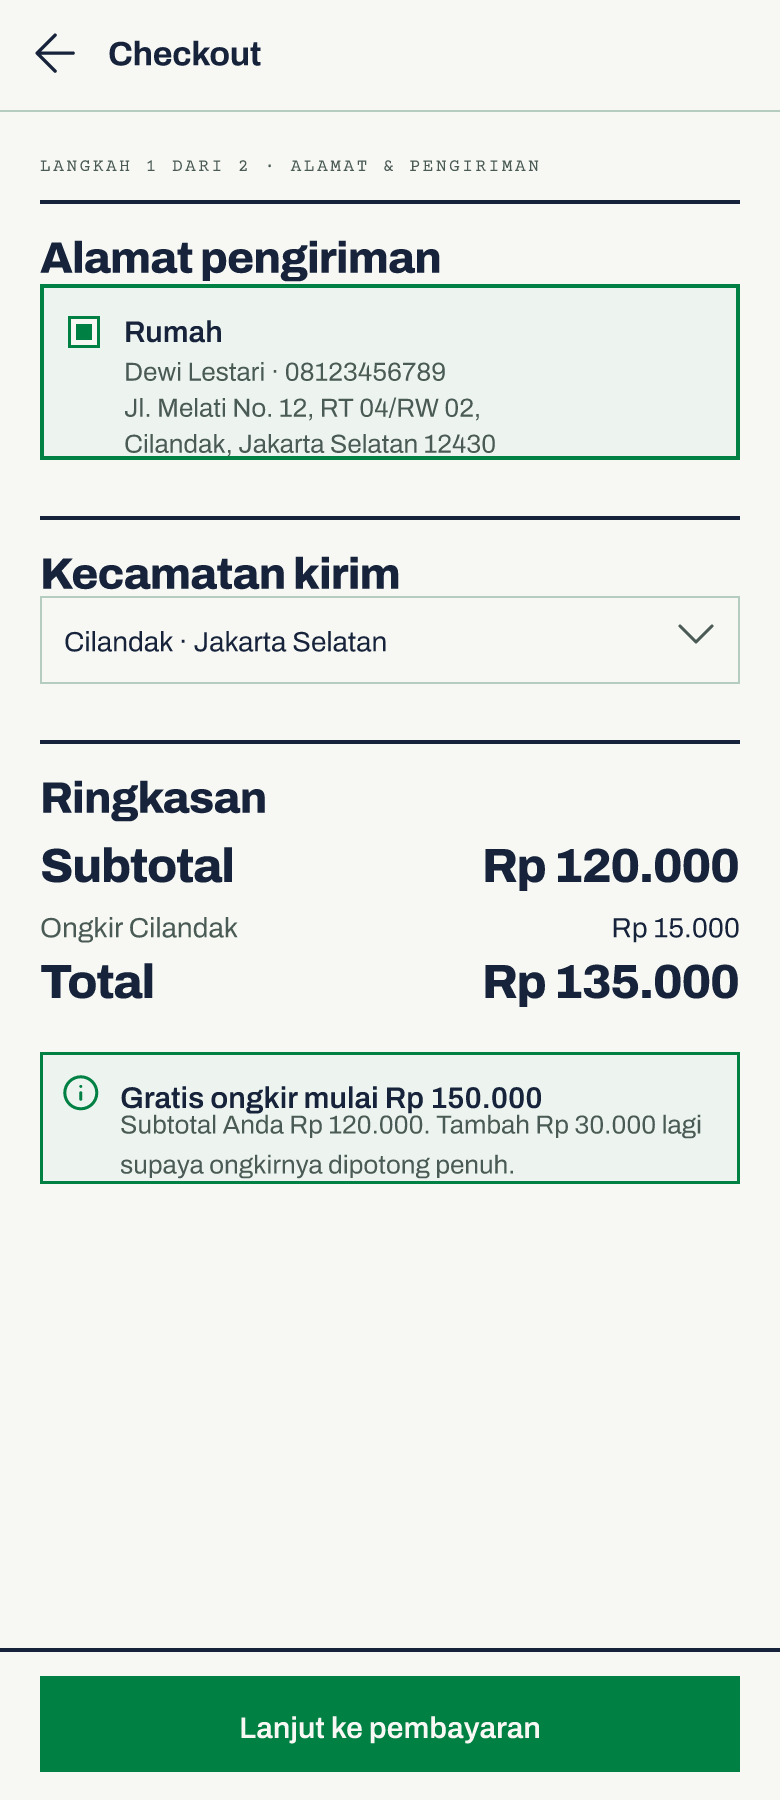 Checkout
LANGKAH 1 DARI 2 · ALAMAT & PENGIRIMAN
Alamat pengiriman
Rumah
Dewi Lestari · 08123456789
Jl. Melati No. 12, RT 04/RW 02,
Cilandak, Jakarta Selatan 12430
Kecamatan kirim
Cilandak · Jakarta Selatan
Ringkasan
Subtotal Rp 120.000
Ongkir Cilandak Rp 15.000
Total Rp 135.000
Gratis ongkir mulai Rp 150.000
Subtotal Anda Rp 120.000. Tambah Rp 30.000 lagi
supaya ongkirnya dipotong penuh.
Lanjut ke pembayaran